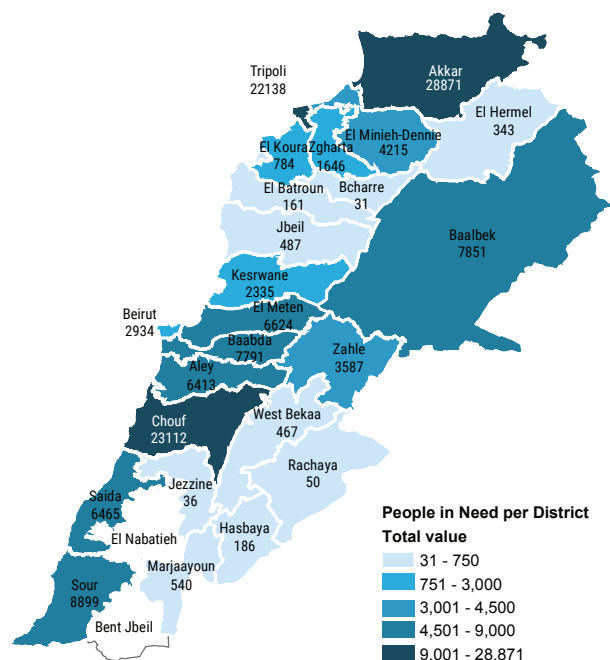 Tripoli
22138
Akkar
28871
El Hermel
343
El Minieh-Dennie
4215
El Koura
784
Zgharta
1646
El Batroun
161
Bcharre
31
Jbeil
487
Baalbek
7851
Kesrwane
2335
El Meten
6624
Beirut
2934
Baabda
7791
Zahle
3587
Aley
6413
Chouf
23112
West Bekaa
467
Rachaya
50
Jezzine
36
Saida
6465
El Nabatieh
Hasbaya
186
Marjaayoun
540
Sour
8899
Bent Jbeil
People in Need per District
Total value
31 - 750
751 - 3,000
3,001 - 4,500
4,501 - 9,000
9,001 - 28.871